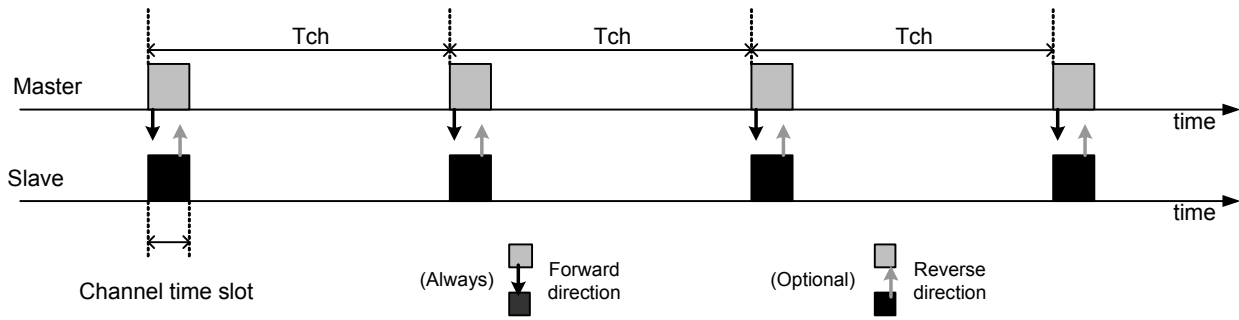 Tch Tch Tch
Master
time
Slave
time
Channel time slot
(Always) Forward direction
(Optional) Reverse direction